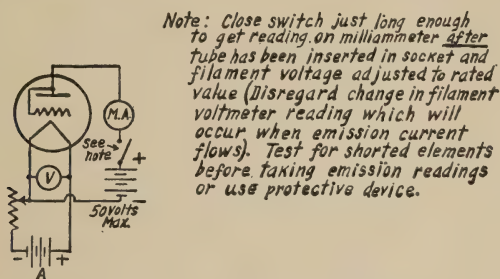 Note: Close switch just long enough
to get reading on milliammeter after
tube has been inserted in socket and
filament voltage adjusted to rated
value (Disregard change in filament
voltmeter reading which will
occur when emission current
flows). Test for shorted elements
before taking emission readings
or use protective device.
M.A.
see
note
+
V
50 volts
Max.
- +
A